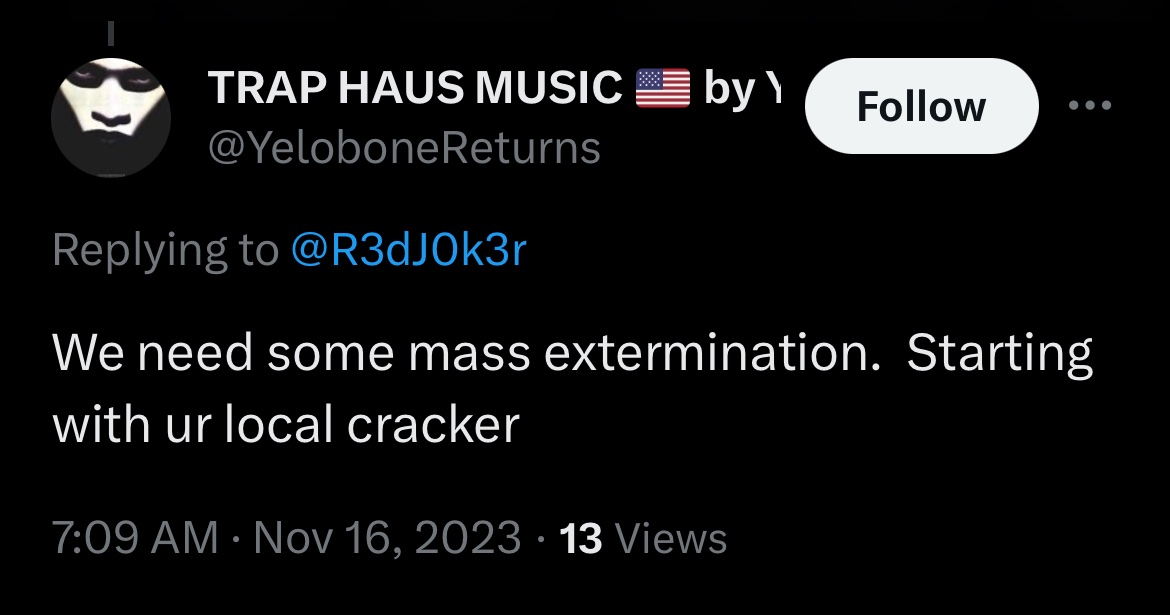 TRAP HAUS MUSIC 🇺🇸 by
Follow
@YeloboneReturns
Replying to @R3dJ0k3r
We need some mass extermination.  Starting
with ur local cracker
7:09 AM · Nov 16, 2023 · 13 Views